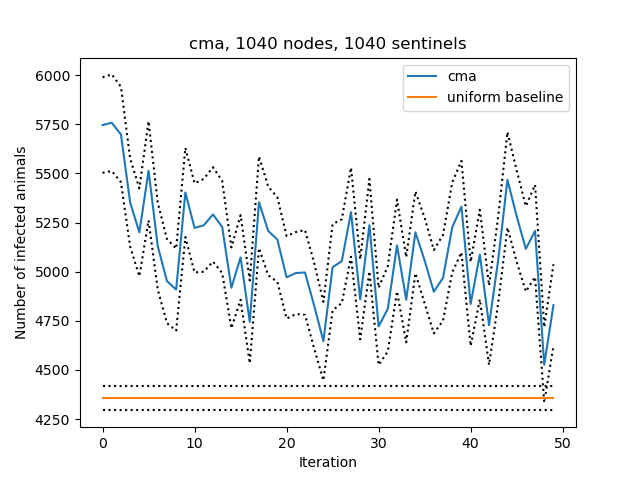 cma, 1040 nodes, 1040 sentinels
cma
uniform baseline
Number of infected animals
6000
5750
5500
5250
5000
4750
4500
4250
0 10 20 30 40 50
Iteration